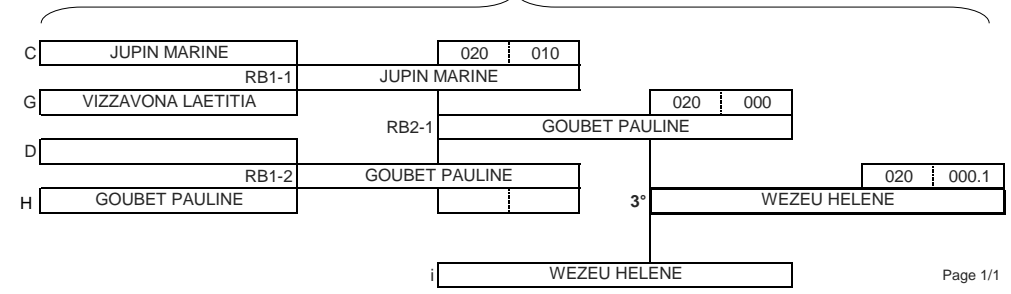 C JUPIN MARINE 020 010
RB1-1 JUPIN MARINE
G VIZZAVONA LAETITIA 020 000
RB2-1 GOUBET PAULINE
D
RB1-2 GOUBET PAULINE 020 000.1
H GOUBET PAULINE 3° WEZEU HELENE
i WEZEU HELENE Page 1/1